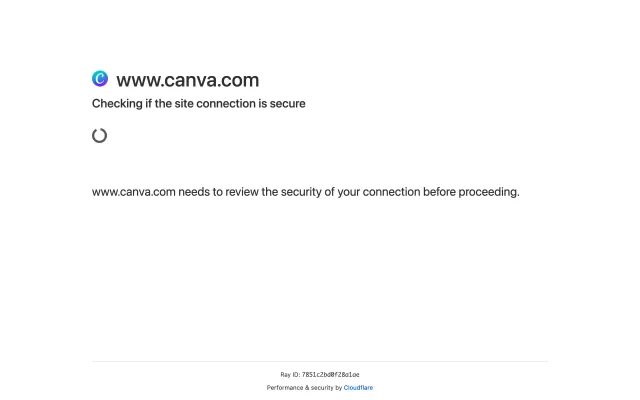 www.canva.com
Checking if the site connection is secure
www.canva.com needs to review the security of your connection before proceeding.
Ray ID: 7851c2bd0f28a1ae
Performance & security by Cloudflare